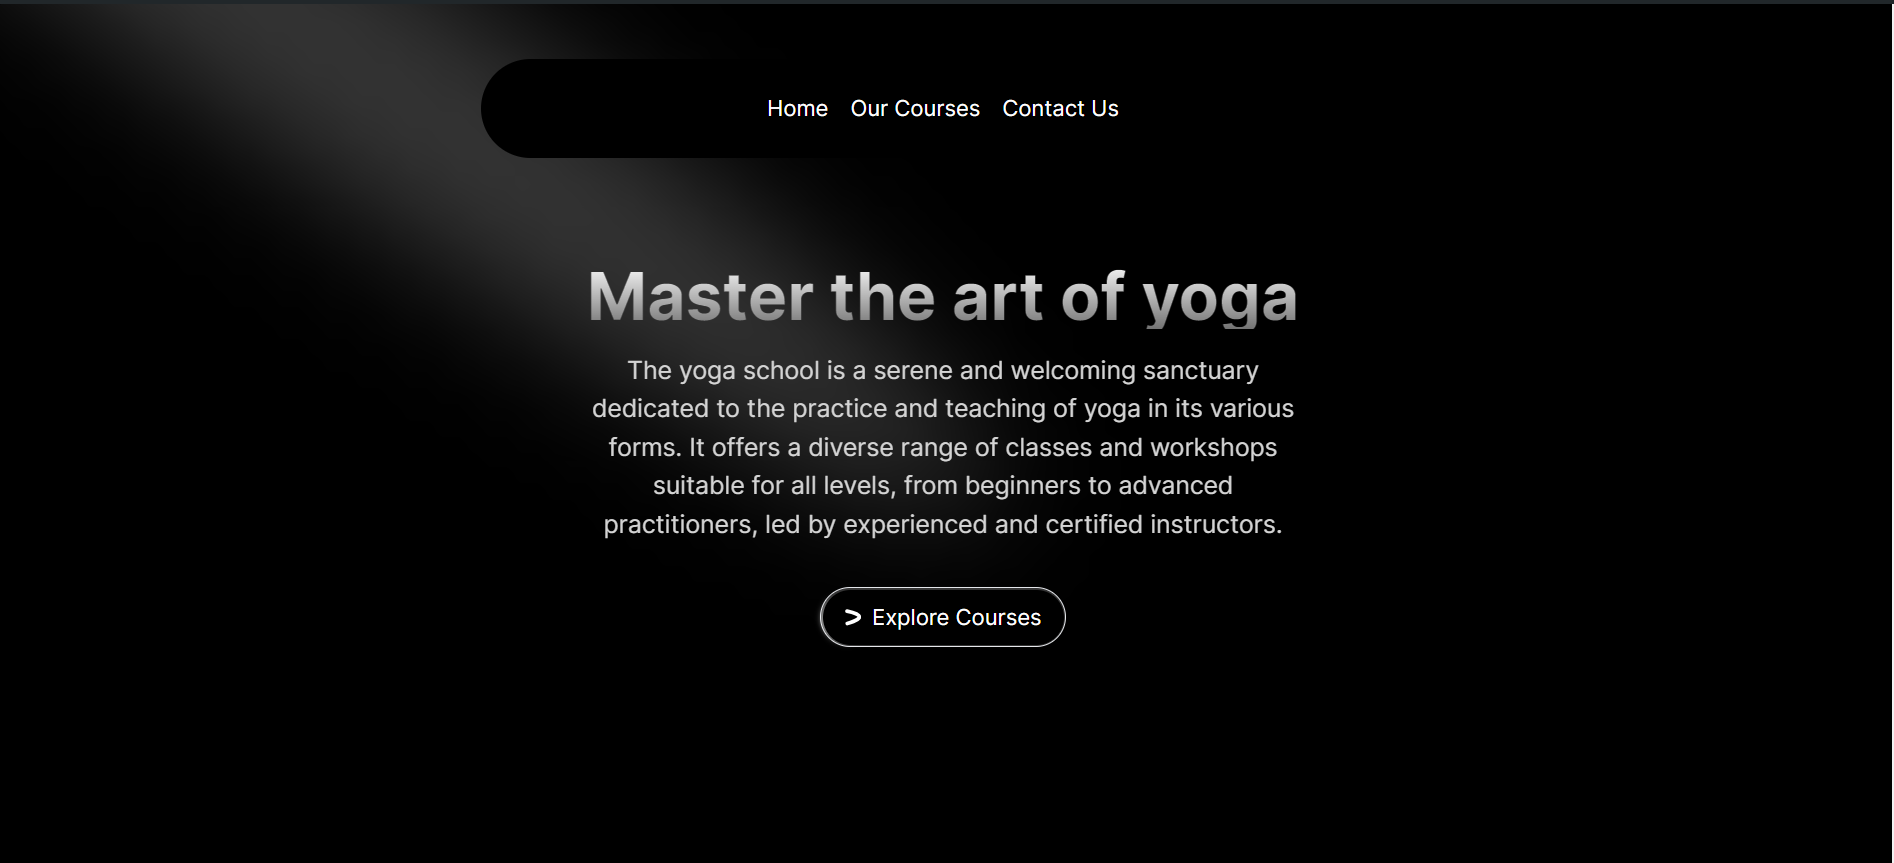 Home Our Courses Contact Us
Master the art of yoga
The yoga school is a serene and welcoming sanctuary
dedicated to the practice and teaching of yoga in its various
forms. It offers a diverse range of classes and workshops
suitable for all levels, from beginners to advanced
practitioners, led by experienced and certified instructors.
Explore Courses